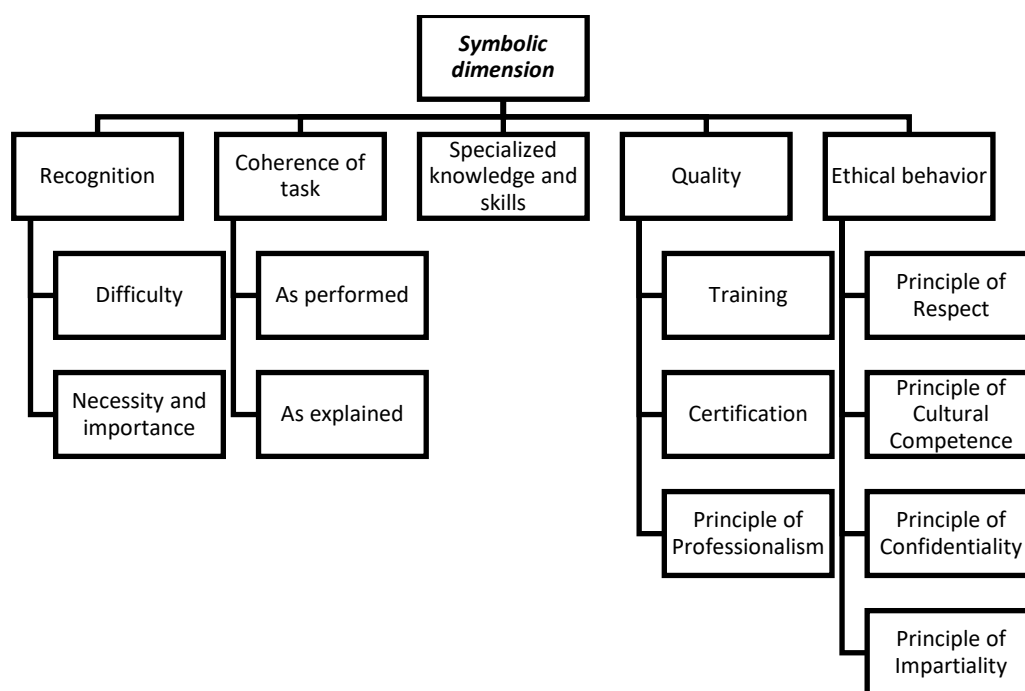 Symbolic
dimension
Recognition
Coherence of
task
Specialized
knowledge and
skills
Quality
Ethical behavior
Difficulty
As performed
Training
Principle of
Respect
Necessity and
importance
As explained
Certification
Principle of
Cultural
Competence
Principle of
Professionalism
Principle of
Confidentiality
Principle of
Impartiality